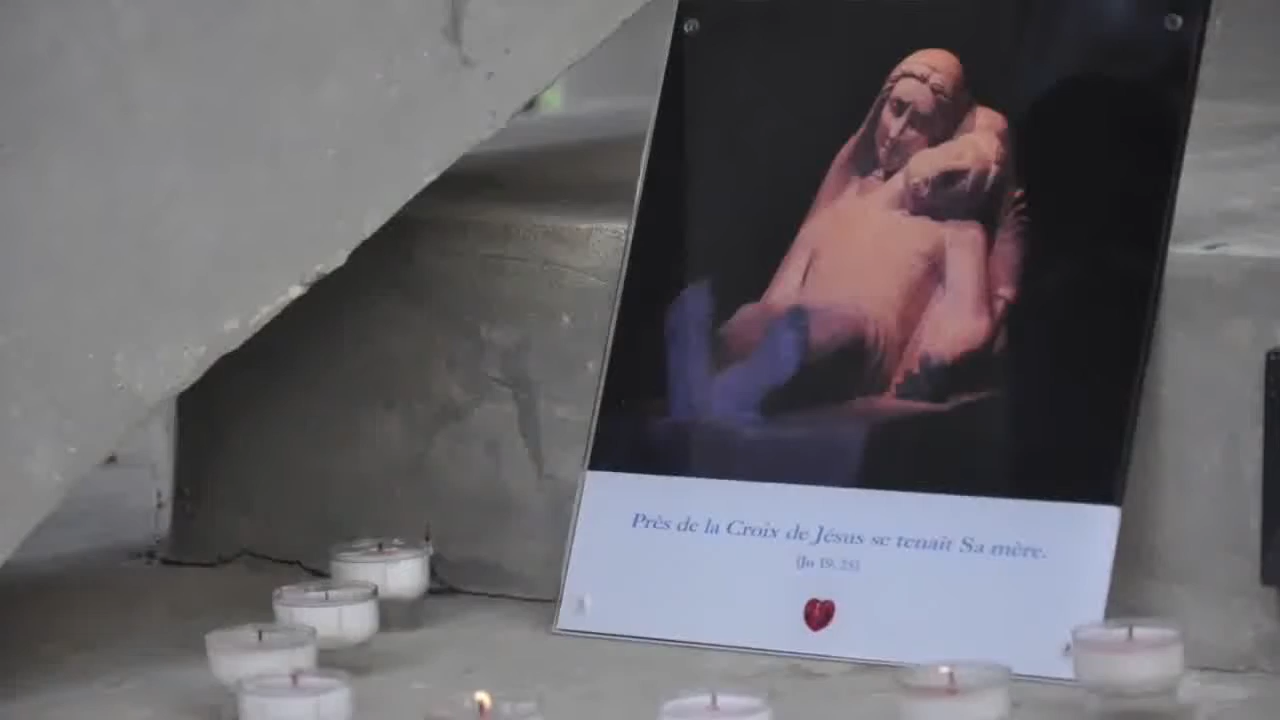 Près de la Croix de Jésus se tenait Sa mère.
(Jn 19, 25)